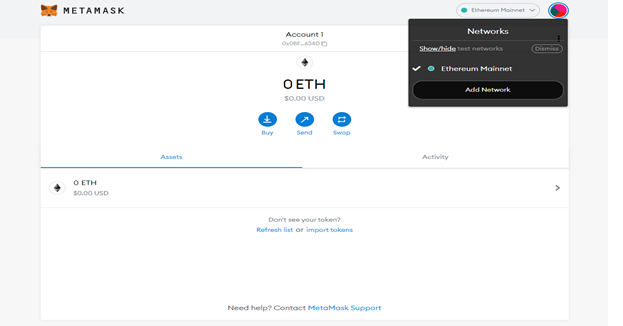 METAMASK
Ethereum Mainnet
Account 1
0x0BF...634D
0 ETH
$0.00 USD
Buy
Send
Swap
Networks
Show/hide test networks
Dismiss
Ethereum Mainnet
Add Network
Assets
Activity
0 ETH
$0.00 USD
Don't see your token?
Refresh list or import tokens
Need help? Contact MetaMask Support